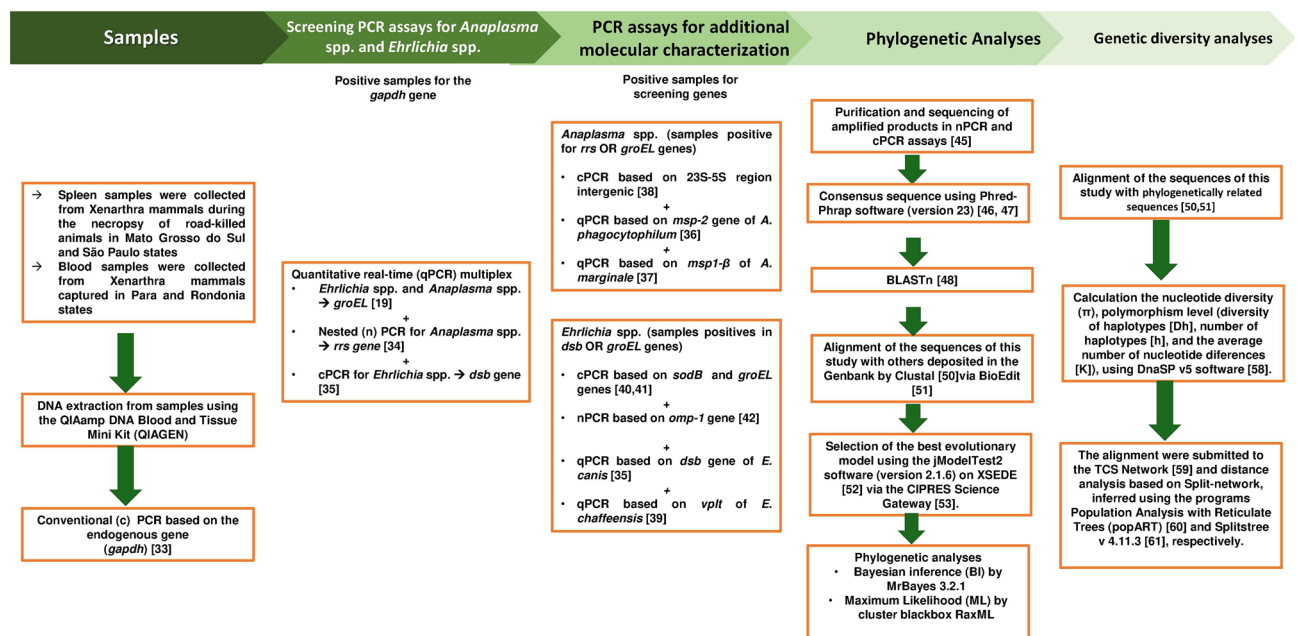 Samples
Screening PCR assays for Anaplasma
spp. and Ehrlichia spp.
PCR assays for additional
molecular characterization
Phylogenetic Analyses
Genetic diversity analyses
→ Spleen samples were collected
from Xenarthra mammals during
the necropsy of road-killed
animals in Mato Grosso do Sul
and São Paulo states
→ Blood samples were collected
from Xenarthra mammals
captured in Para and Rondonia
states
DNA extraction from samples using
the QIAamp DNA Blood and Tissue
Mini Kit (QIAGEN)
Conventional (c) PCR based on the
endogenous gene
(gapdh) [33]
Positive samples for the
gapdh gene
Quantitative real-time (qPCR) multiplex
• Ehrlichia spp. and Anaplasma spp.
→ groEL [19]
+
• Nested (n) PCR for Anaplasma spp.
→ rrs gene [34]
+
• cPCR for Ehrlichia spp. → dsb gene
[35]
Positive samples for
screening genes
Anaplasma spp. (samples positive
for rrs OR groEL genes)
• cPCR based on 23S-5S region
intergenic [38]
+
• qPCR based on msp-2 gene of A.
phagocytophilum [36]
+
• qPCR based on msp1-β of A.
marginale [37]
Ehrlichia spp. (samples positives in
dsb OR groEL genes)
• cPCR based on sodB and groEL
genes [40,41]
+
• nPCR based on omp-1 gene [42]
+
• qPCR based on dsb gene of E.
canis [35]
+
• qPCR based on vplt of E.
chaffeensis [39]
Purification and sequencing of
amplified products in nPCR and
cPCR assays [45]
Consensus sequence using Phred-
Phrap software (version 23) [46, 47]
BLASTn [48]
Alignment of the sequences of this
study with others deposited in the
Genbank by Clustal [50]via BioEdit
[51]
Selection of the best evolutionary
model using the jModelTest2
software (version 2.1.6) on XSEDE
[52] via the CIPRES Science
Gateway [53].
Phylogenetic analyses
• Bayesian inference (BI) by
MrBayes 3.2.1
• Maximum Likelihood (ML) by
cluster blackbox RaxML
Alignment of the sequences of this
study with phylogenetically related
sequences [50,51]
Calculation the nucleotide diversity
(π), polymorphism level (diversity
of haplotypes [Dh], number of
haplotypes [h], and the average
number of nucleotide diferences
[K]), using DnaSP v5 software [58].
The alignment were submitted to
the TCS Network [59] and distance
analysis based on Split-network,
inferred using the programs
Population Analysis with Reticulate
Trees (popART) [60] and Splitstree
v 4.11.3 [61], respectively.